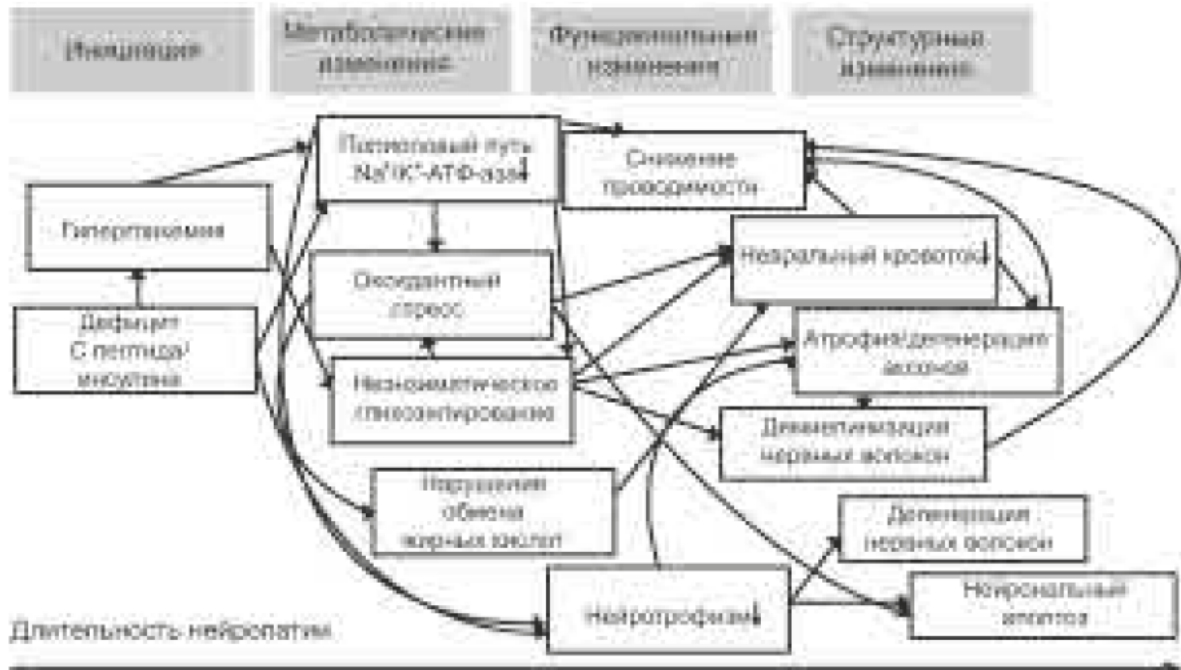 Инициация
Метаболические
изменения
Функциональные
изменения
Структурные
изменения
Полиоловый путь
Na⁺/K⁺-АТФ-аза↓
Снижение
проводимости
Гипергликемия
Невральный кровоток↓
Оксидантный
стресс
Дефицит
С пептида/
инсулина
Атрофия/дегенерация
аксонов
Неэнзиматическое
гликозилирование
Демиелинизация
нервных волокон
Нарушения
обмена
жирных кислот
Дегенерация
нервных волокон
Нейротрофизм↓
Нейрональный
апоптоз
Длительность нейропатии